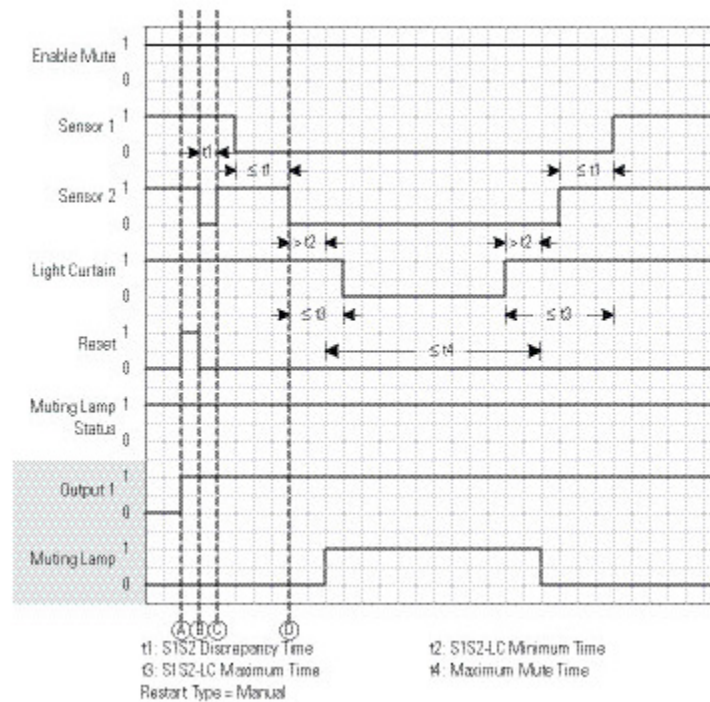 Enable Mute 1
0
Sensor 1 1
0
t1
≤ t1
≤ t1
Sensor 2 1
0
> t2
> t2
Light Curtain 1
0
≤ t3
≤ t3
Reset 1
0
≤ t4
Muting Lamp Status 1
0
Output 1 1
0
Muting Lamp 1
0
A B C D
t1: S1S2 Discrepancy Time
t2: S1S2-LC Minimum Time
t3: S1S2-LC Maximum Time
t4: Maximum Mute Time
Restart Type = Manual